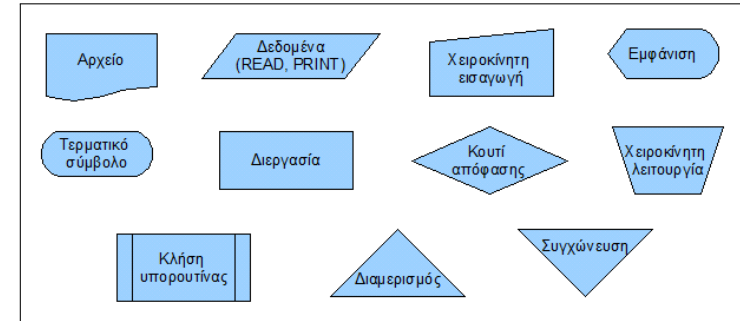 Αρχείο
Δεδομένα
(READ, PRINT)
Χειροκίνητη
εισαγωγή
Εμφάνιση
Τερματικό
σύμβολο
Διεργασία
Κουτί
απόφασης
Χειροκίνητη
λειτουργία
Κλήση
υπορουτίνας
Διαμερισμός
Συγχώνευση